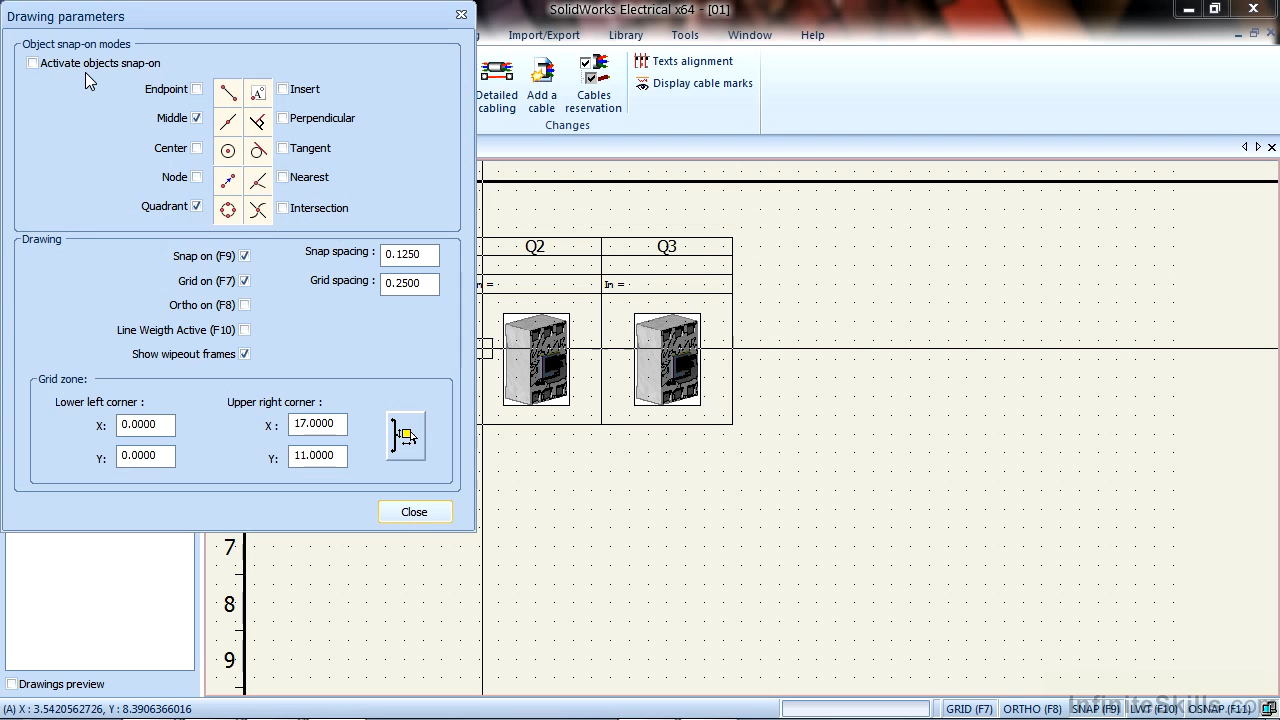 Drawing parameters
SolidWorks Electrical x64 - [01]
Import/Export
Library
Tools
Window
Help
Object snap-on modes
Activate objects snap-on
Endpoint
Insert
Middle
Perpendicular
Center
Tangent
Node
Nearest
Quadrant
Intersection
Detailed cabling
Add a cable
Cables reservation
Texts alignment
Display cable marks
Changes
Drawing
Snap on (F9)
Snap spacing :
0.1250
Grid on (F7)
Grid spacing :
0.2500
Ortho on (F8)
Line Weigth Active (F10)
Show wipeout frames
Grid zone:
Lower left corner :
Upper right corner :
X:
0.0000
X :
17.0000
Y:
0.0000
Y:
11.0000
Close
Q2
Q3
In =
In =
7
8
9
Drawings preview
(A) X : 3.5420562726, Y : 8.3906366016
GRID (F7)
ORTHO (F8)
SNAP (F9)
LWT (F10)
OSNAP (F11)
InfiniteSkills.com